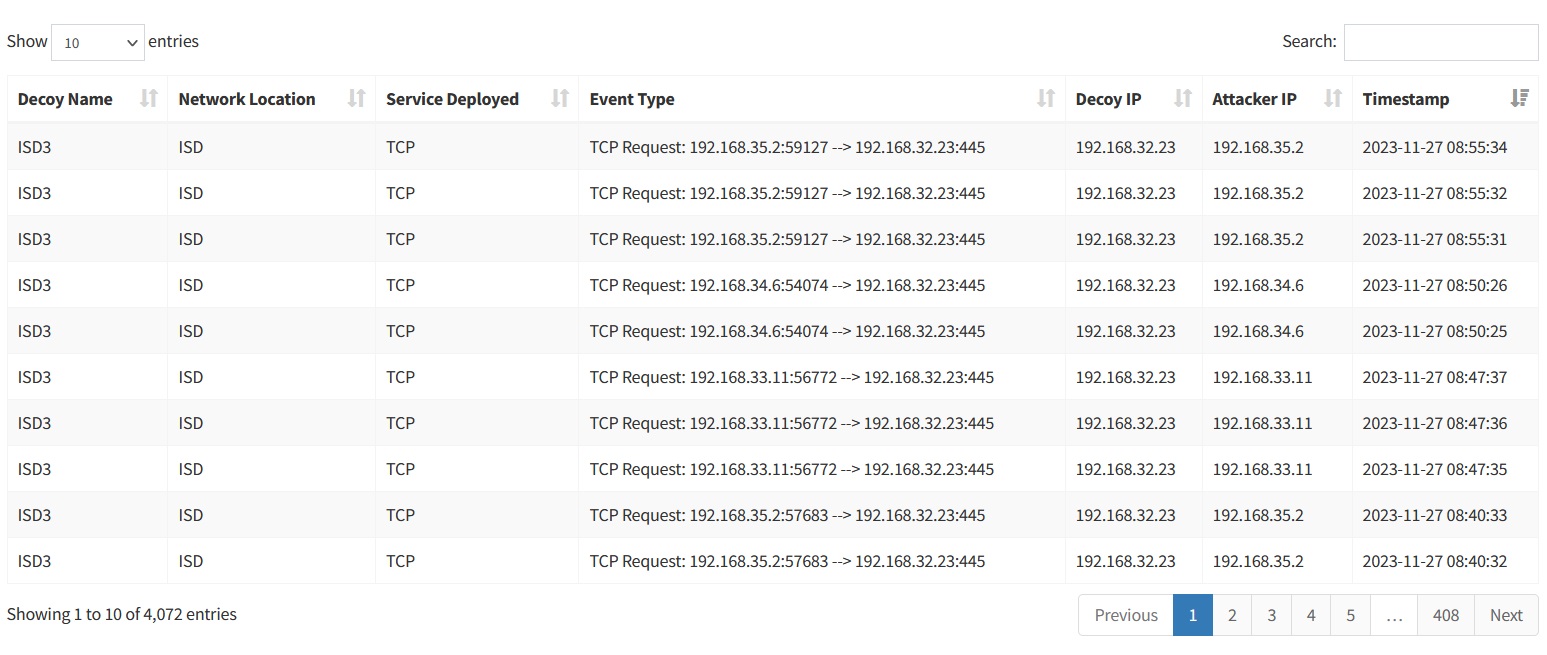 Show 10 entries Search:
Decoy Name Network Location Service Deployed Event Type Decoy IP Attacker IP Timestamp
ISD3 ISD TCP TCP Request: 192.168.35.2:59127 --> 192.168.32.23:445 192.168.32.23 192.168.35.2 2023-11-27 08:55:34
ISD3 ISD TCP TCP Request: 192.168.35.2:59127 --> 192.168.32.23:445 192.168.32.23 192.168.35.2 2023-11-27 08:55:32
ISD3 ISD TCP TCP Request: 192.168.35.2:59127 --> 192.168.32.23:445 192.168.32.23 192.168.35.2 2023-11-27 08:55:31
ISD3 ISD TCP TCP Request: 192.168.34.6:54074 --> 192.168.32.23:445 192.168.32.23 192.168.34.6 2023-11-27 08:50:26
ISD3 ISD TCP TCP Request: 192.168.34.6:54074 --> 192.168.32.23:445 192.168.32.23 192.168.34.6 2023-11-27 08:50:25
ISD3 ISD TCP TCP Request: 192.168.33.11:56772 --> 192.168.32.23:445 192.168.32.23 192.168.33.11 2023-11-27 08:47:37
ISD3 ISD TCP TCP Request: 192.168.33.11:56772 --> 192.168.32.23:445 192.168.32.23 192.168.33.11 2023-11-27 08:47:36
ISD3 ISD TCP TCP Request: 192.168.33.11:56772 --> 192.168.32.23:445 192.168.32.23 192.168.33.11 2023-11-27 08:47:35
ISD3 ISD TCP TCP Request: 192.168.35.2:57683 --> 192.168.32.23:445 192.168.32.23 192.168.35.2 2023-11-27 08:40:33
ISD3 ISD TCP TCP Request: 192.168.35.2:57683 --> 192.168.32.23:445 192.168.32.23 192.168.35.2 2023-11-27 08:40:32
Showing 1 to 10 of 4,072 entries Previous 1 2 3 4 5 … 408 Next